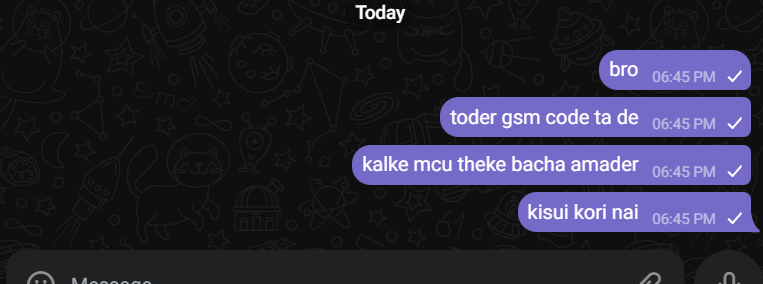 Today
bro 06:45 PM
toder gsm code ta de 06:45 PM
kalke mcu theke bacha amader 06:45 PM
kisui kori nai 06:45 PM
E=mc²